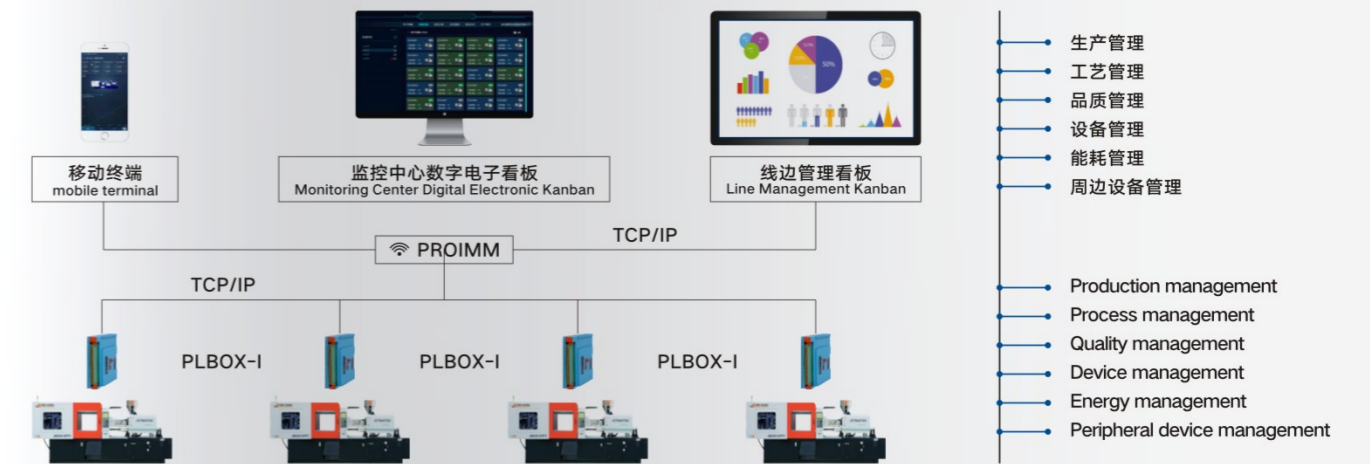 移动终端
mobile terminal
监控中心数字电子看板
Monitoring Center Digital Electronic Kanban
50%
线边管理看板
Line Management Kanban
PROIMM
TCP/IP
TCP/IP
PLBOX-I
PLBOX-I
PLBOX-I
生产管理
工艺管理
品质管理
设备管理
能耗管理
周边设备管理
Production management
Process management
Quality management
Device management
Energy management
Peripheral device management